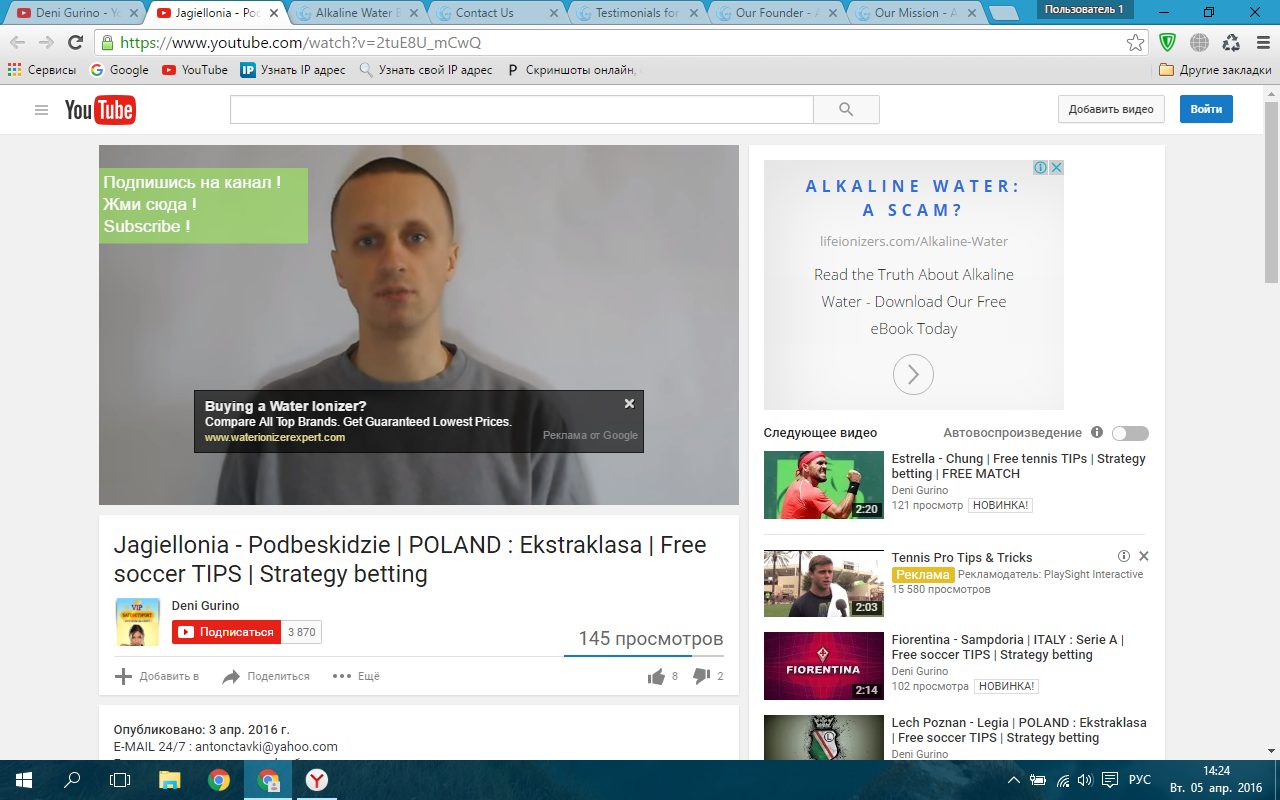 Deni Gurino - Yo
Jagiellonia - Pod
Alkaline Water B
Contact Us
Testimonials for
Our Founder - A
Our Mission - A
Пользователь 1
https://www.youtube.com/watch?v=2tuE8U_mCwQ
Сервисы
Google
YouTube
IP Узнать IP адрес
Узнать свой IP адрес
P Скриншоты онлайн,
Другие закладки
YouTube
Добавить видео
Войти
Подпишись на канал !
Жми сюда !
Subscribe !
Buying a Water Ionizer?
Compare All Top Brands. Get Guaranteed Lowest Prices.
www.waterionizerexpert.com
Реклама от Google
Jagiellonia - Podbeskidzie | POLAND : Ekstraklasa | Free
soccer TIPS | Strategy betting
VIP
Deni Gurino
Подписаться 3 870
145 просмотров
Добавить в
Поделиться
Ещё
8
2
Опубликовано: 3 апр. 2016 г.
E-MAIL 24/7 : antonctavki@yahoo.com
ALKALINE WATER:
A SCAM?
lifeionizers.com/Alkaline-Water
Read the Truth About Alkaline
Water - Download Our Free
eBook Today
Следующее видео
Автовоспроизведение
2:20
Estrella - Chung | Free tennis TIPs | Strategy
betting | FREE MATCH
Deni Gurino
121 просмотр НОВИНКА!
2:03
Tennis Pro Tips & Tricks
Реклама Рекламодатель: PlaySight Interactive
15 580 просмотров
FIORENTINA
2:14
Fiorentina - Sampdoria | ITALY : Serie A |
Free soccer TIPS | Strategy betting
Deni Gurino
102 просмотра НОВИНКА!
Lech Poznan - Legia | POLAND : Ekstraklasa
| Free soccer TIPS | Strategy betting
Deni Gurino
РУС
14:24
Вт. 05 апр. 2016